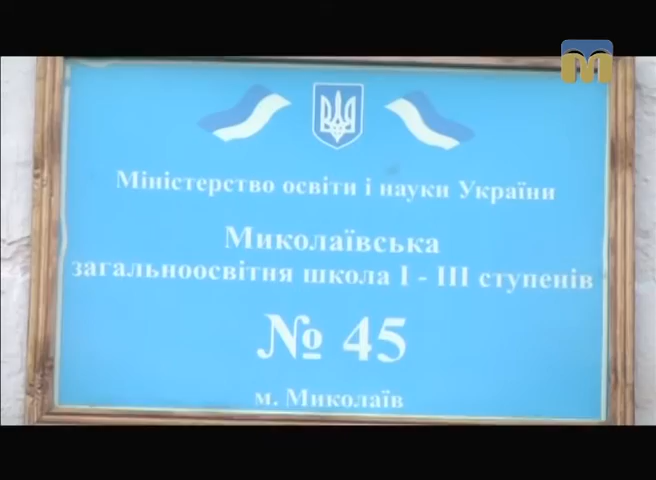 Міністерство освіти і науки України
Миколаївська
загальноосвітня школа І - ІІІ ступенів
№ 45
м. Миколаїв